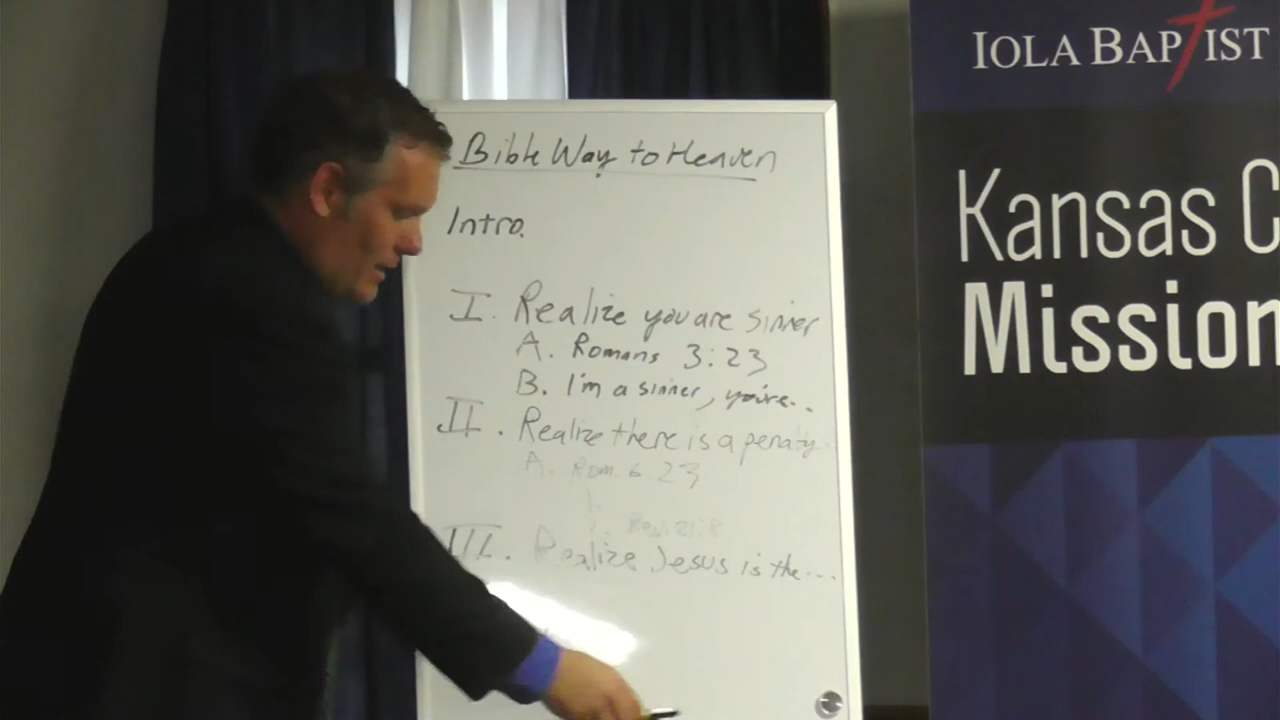 IOLA BAPTIST
Kansas C
Mission
Bible Way to Heaven
Intro.
I. Realize you are sinner
A. Romans 3:23
B. I'm a sinner, you're..
II. Realize there is a penalty
A. Rom. 6 23
III. Realize Jesus is the...